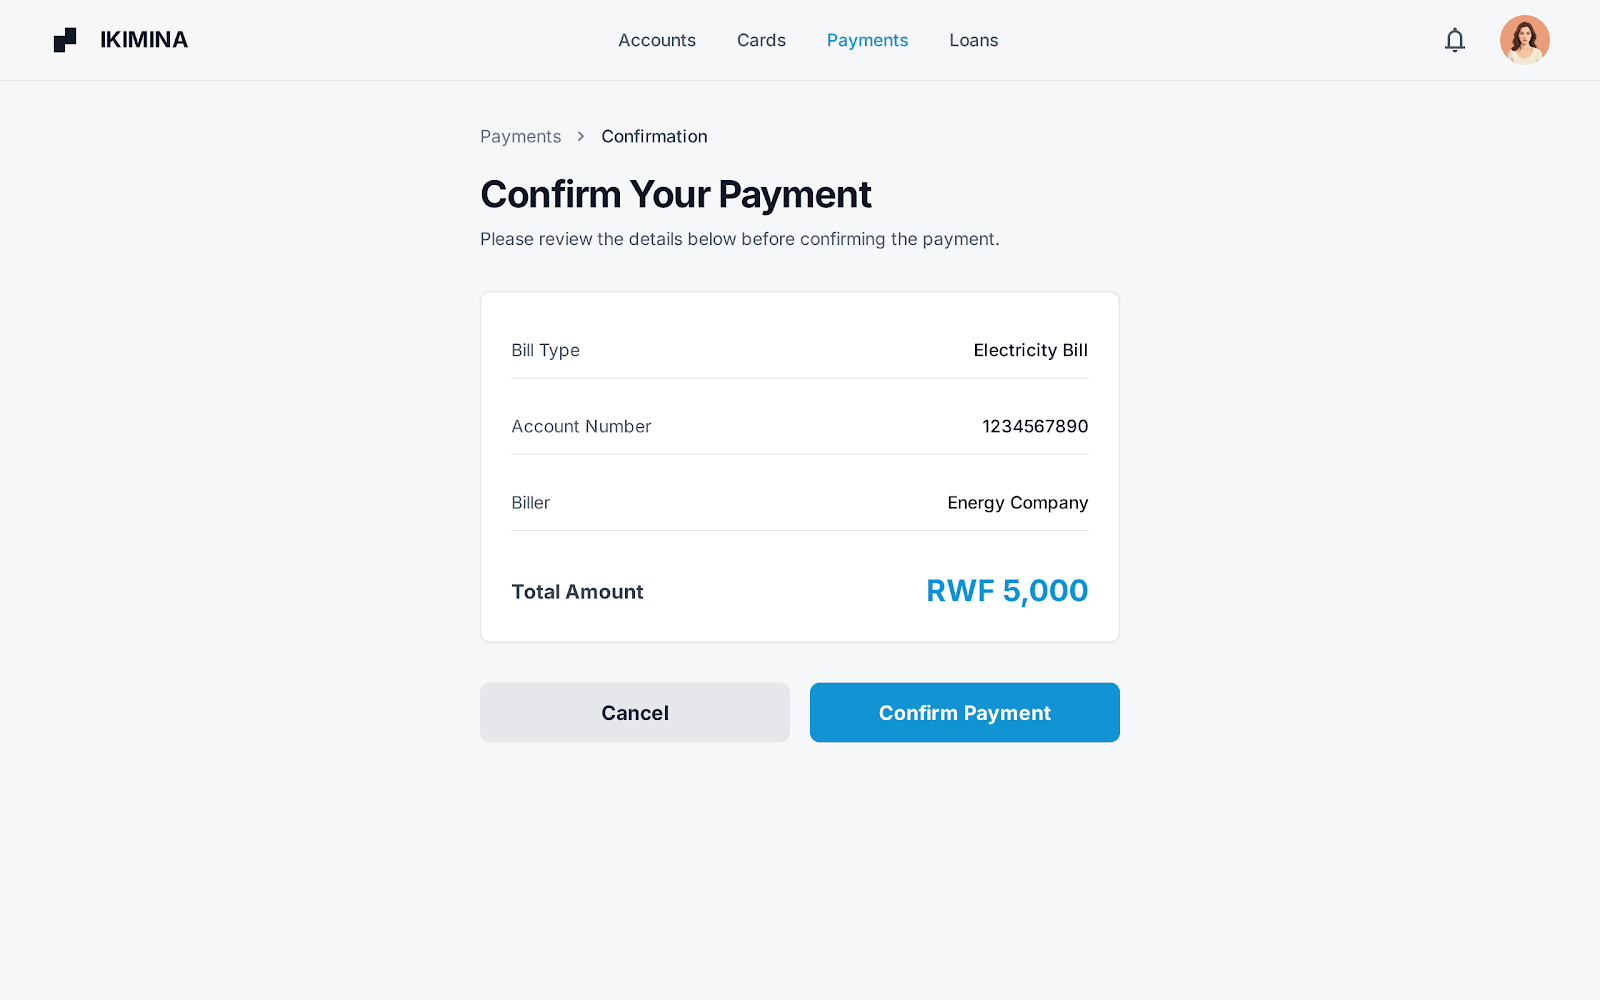 IKIMINA
Accounts
Cards
Payments
Loans
Payments > Confirmation
Confirm Your Payment
Please review the details below before confirming the payment.
Bill Type Electricity Bill
Account Number 1234567890
Biller Energy Company
Total Amount RWF 5,000
Cancel
Confirm Payment